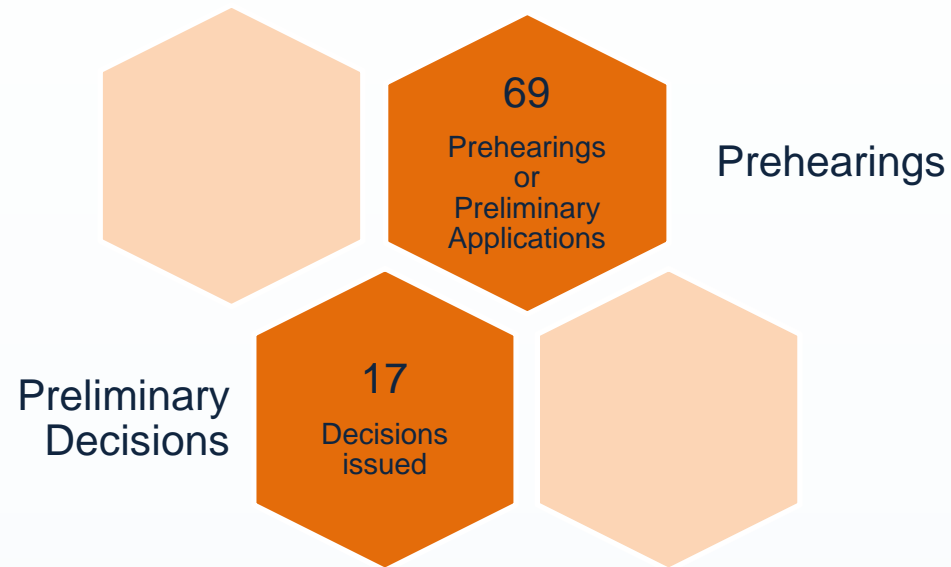 69
Prehearings
or
Preliminary
Applications
Prehearings
17
Decisions
issued
Preliminary
Decisions